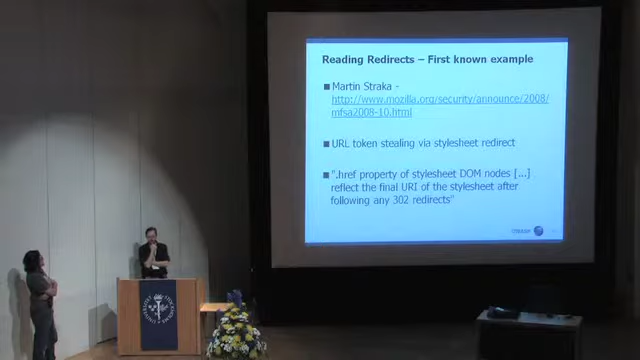 Reading Redirects – First known example
■ Martin Straka -
http://www.mozilla.org/security/announce/2008/
mfsa2008-10.html
■ URL token stealing via stylesheet redirect
■ ".href property of stylesheet DOM nodes [...]
reflect the final URI of the stylesheet after
following any 302 redirects"